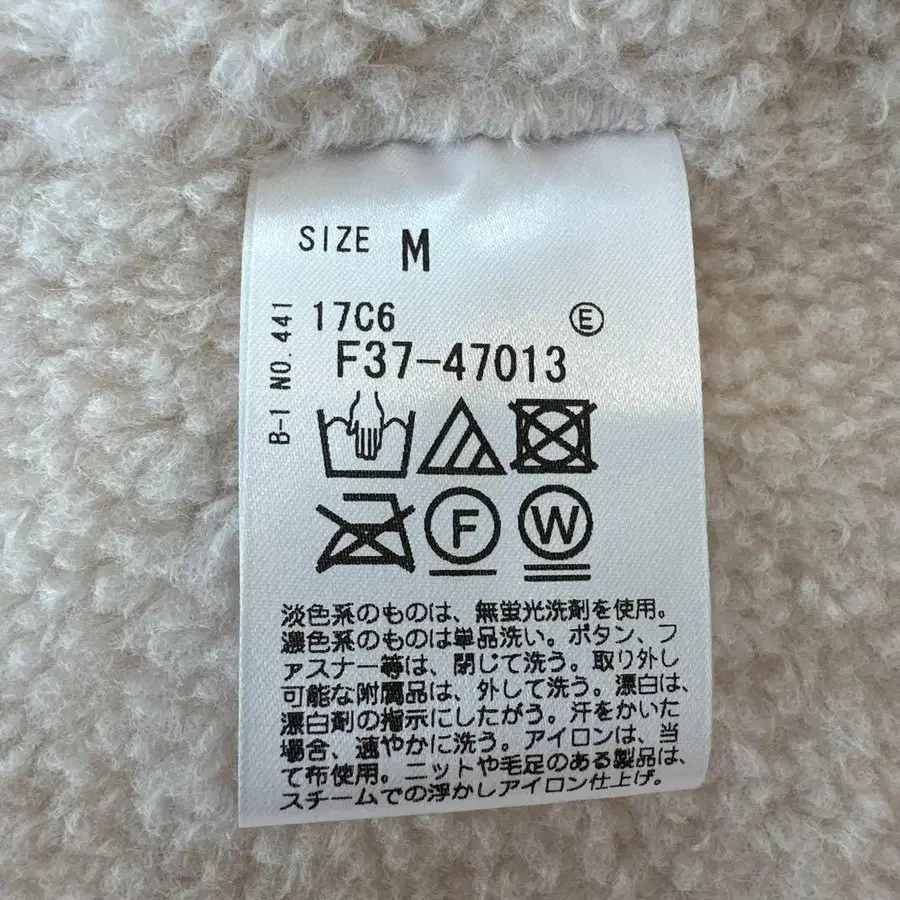 SIZE M
B-1 NO. 441
17C6 Ⓔ
F37-47013
F W
淡色系のものは、無蛍光洗剤を使用。
濃色系のものは単品洗い。ボタン、フ
ァスナー等は、閉じて洗う。取り外し
可能な附属品は、外して洗う。漂白は、
漂白剤の指示にしたがう。汗をかいた
場合、速やかに洗う。アイロンは、当
て布使用。ニットや毛足のある製品は、
スチームでの浮かしアイロン仕上げ。